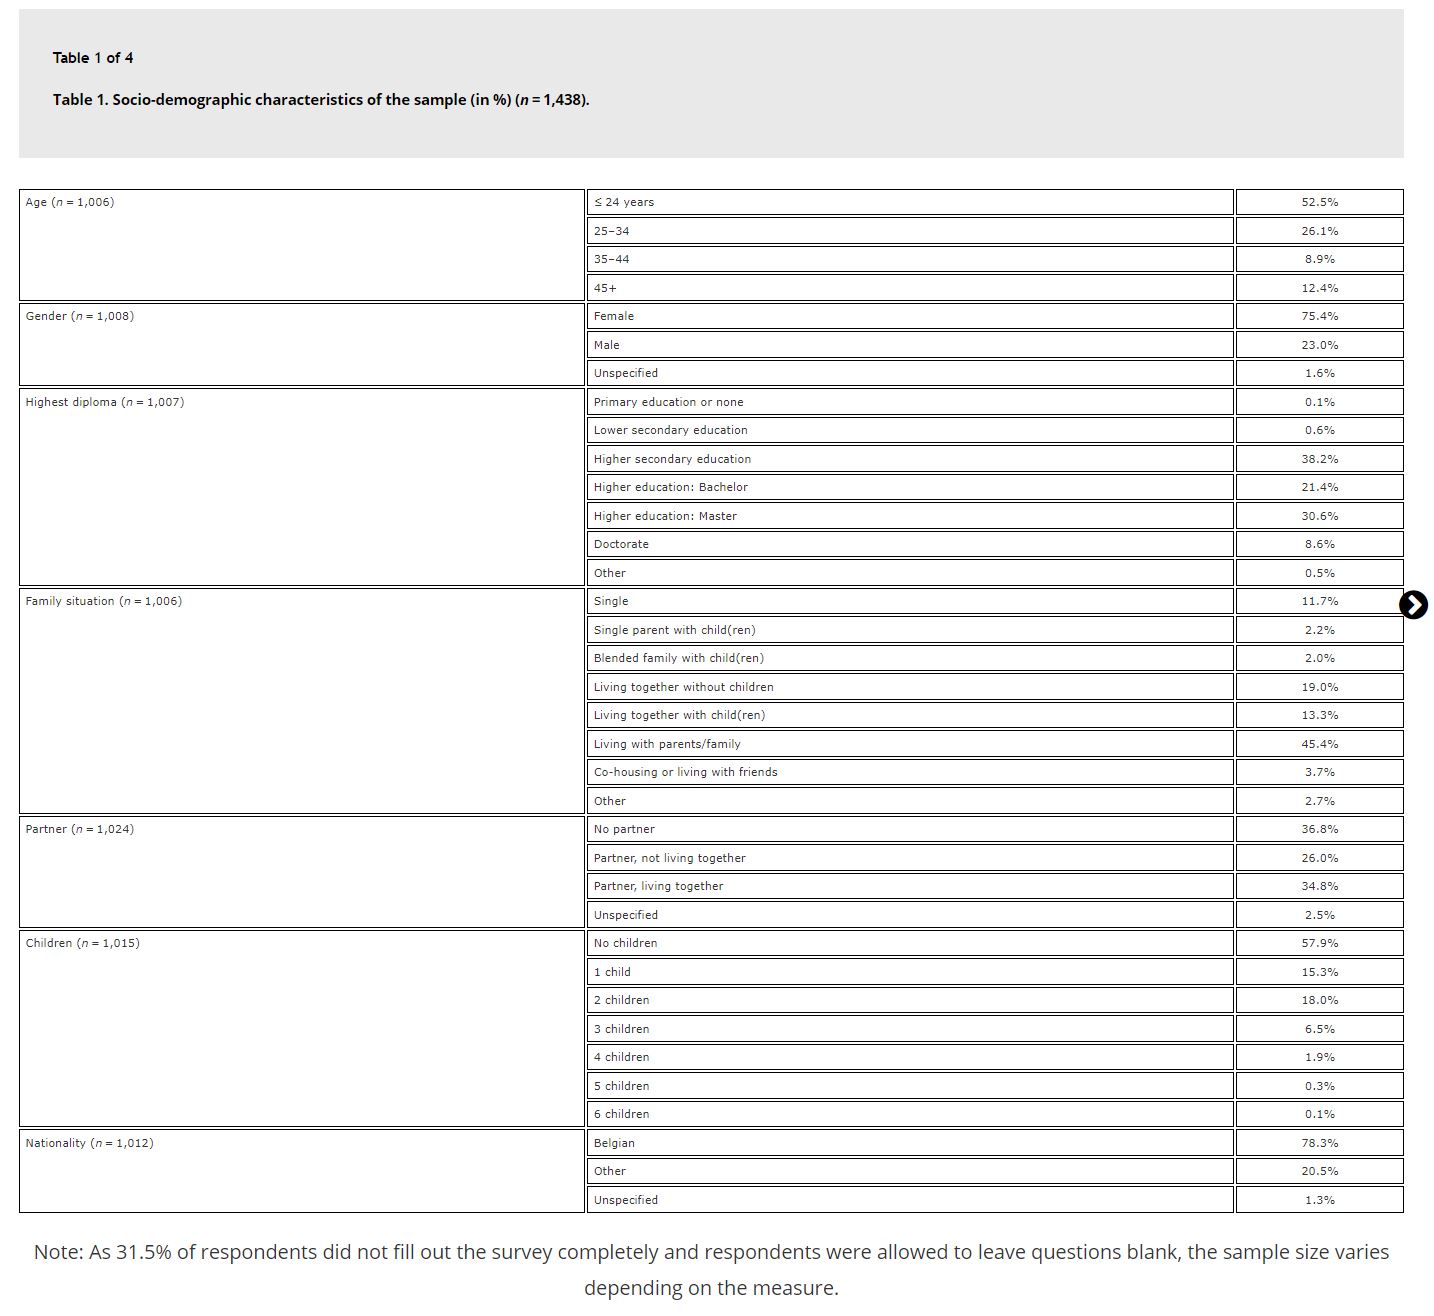 Table 1 of 4
Table 1. Socio-demographic characteristics of the sample (in %) (n = 1,438).
Age (n = 1,006) ≤ 24 years 52.5%
25–34 26.1%
35–44 8.9%
45+ 12.4%
Gender (n = 1,008) Female 75.4%
Male 23.0%
Unspecified 1.6%
Highest diploma (n = 1,007) Primary education or none 0.1%
Lower secondary education 0.6%
Higher secondary education 38.2%
Higher education: Bachelor 21.4%
Higher education: Master 30.6%
Doctorate 8.6%
Other 0.5%
Family situation (n = 1,006) Single 11.7%
Single parent with child(ren) 2.2%
Blended family with child(ren) 2.0%
Living together without children 19.0%
Living together with child(ren) 13.3%
Living with parents/family 45.4%
Co-housing or living with friends 3.7%
Other 2.7%
Partner (n = 1,024) No partner 36.8%
Partner, not living together 26.0%
Partner, living together 34.8%
Unspecified 2.5%
Children (n = 1,015) No children 57.9%
1 child 15.3%
2 children 18.0%
3 children 6.5%
4 children 1.9%
5 children 0.3%
6 children 0.1%
Nationality (n = 1,012) Belgian 78.3%
Other 20.5%
Unspecified 1.3%
Note: As 31.5% of respondents did not fill out the survey completely and respondents were allowed to leave questions blank, the sample size varies
depending on the measure.